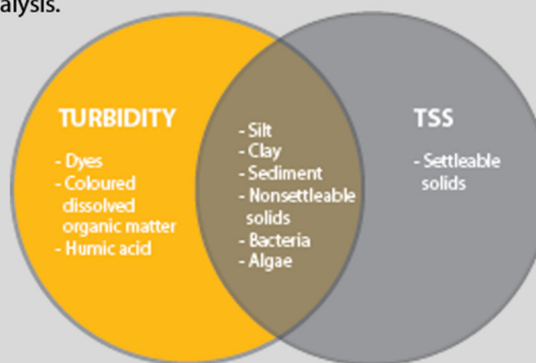 alysis.
TURBIDITY
- Dyes
- Coloured
dissolved
organic matter
- Humic acid
- Silt
- Clay
- Sediment
- Nonsettleable
solids
- Bacteria
- Algae
TSS
- Settleable
solids